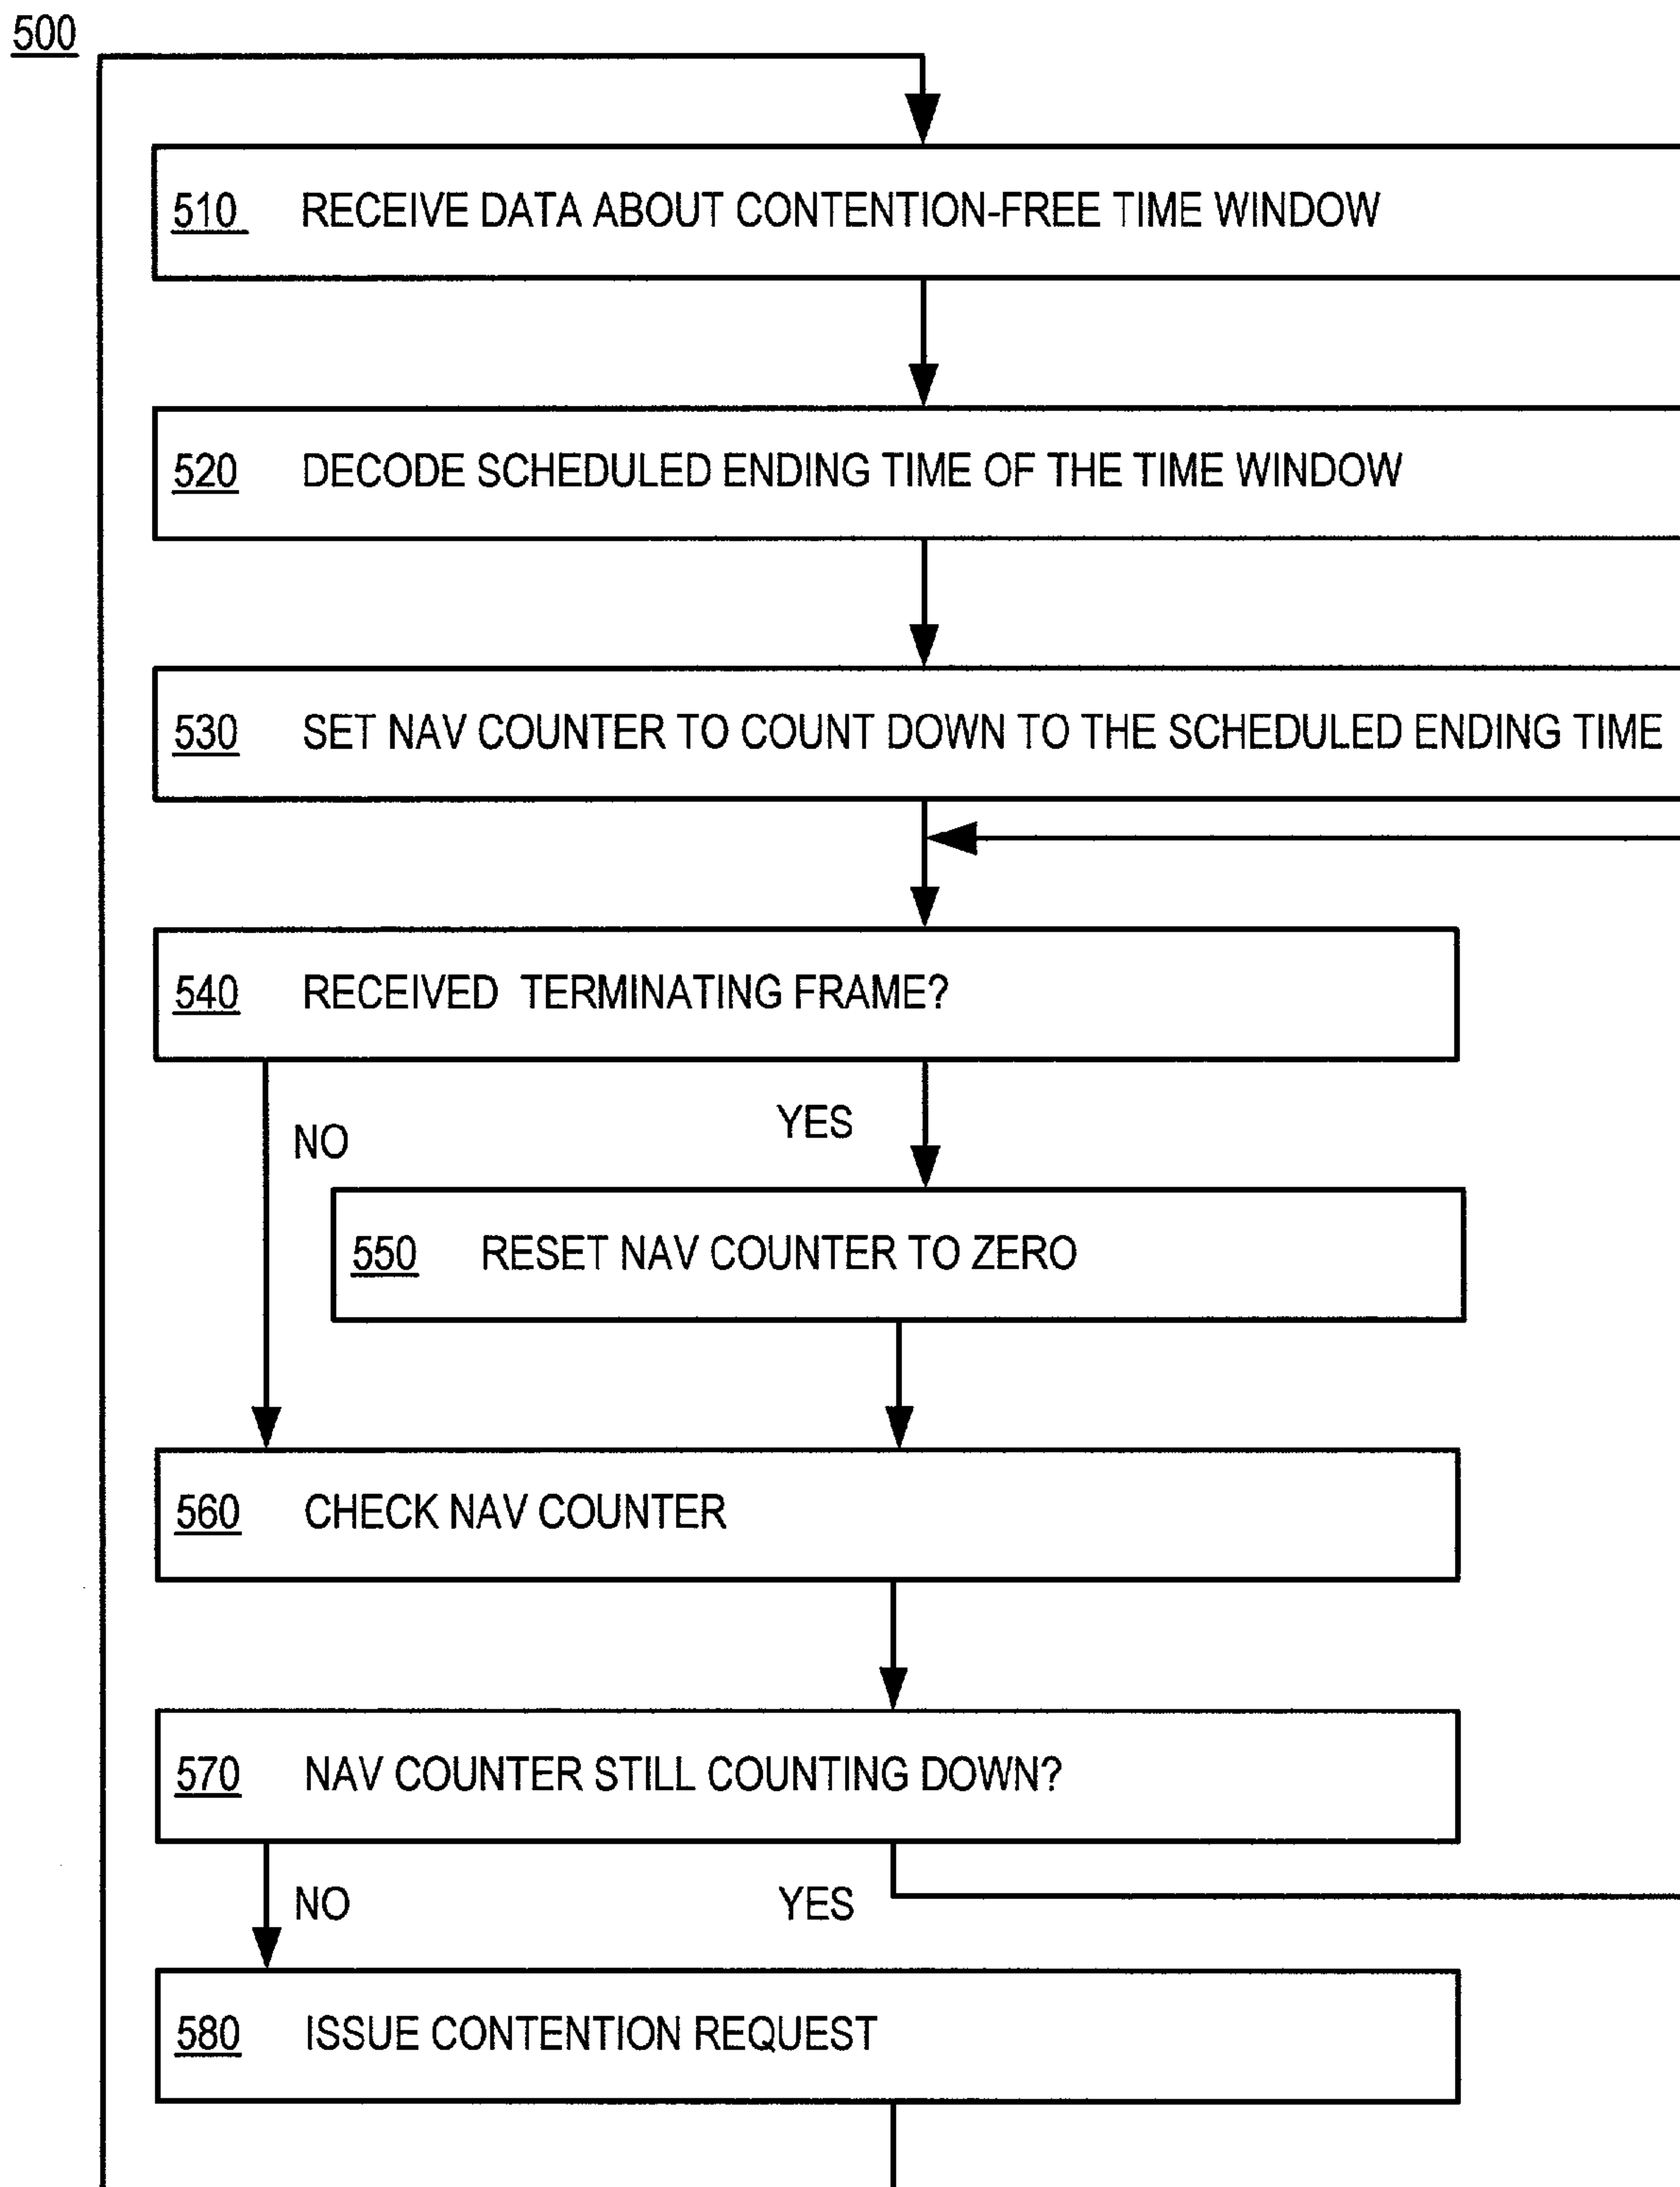 500
510 RECEIVE DATA ABOUT CONTENTION-FREE TIME WINDOW
520 DECODE SCHEDULED ENDING TIME OF THE TIME WINDOW
530 SET NAV COUNTER TO COUNT DOWN TO THE SCHEDULED ENDING TIME
540 RECEIVED TERMINATING FRAME?
NO
YES
550 RESET NAV COUNTER TO ZERO
560 CHECK NAV COUNTER
570 NAV COUNTER STILL COUNTING DOWN?
NO
YES
580 ISSUE CONTENTION REQUEST